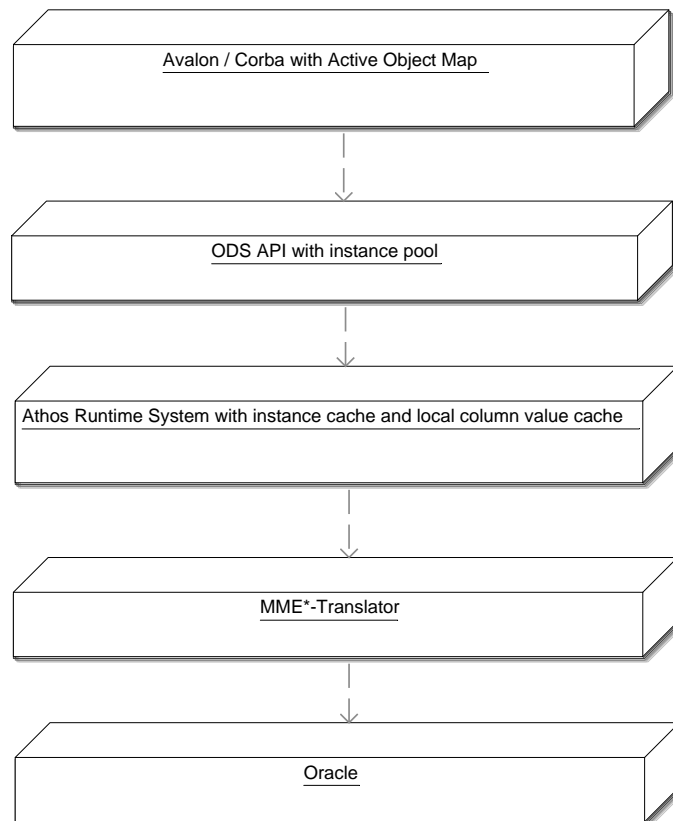 Avalon / Corba with Active Object Map
ODS API with instance pool
Athos Runtime System with instance cache and local column value cache
MME*-Translator
Oracle